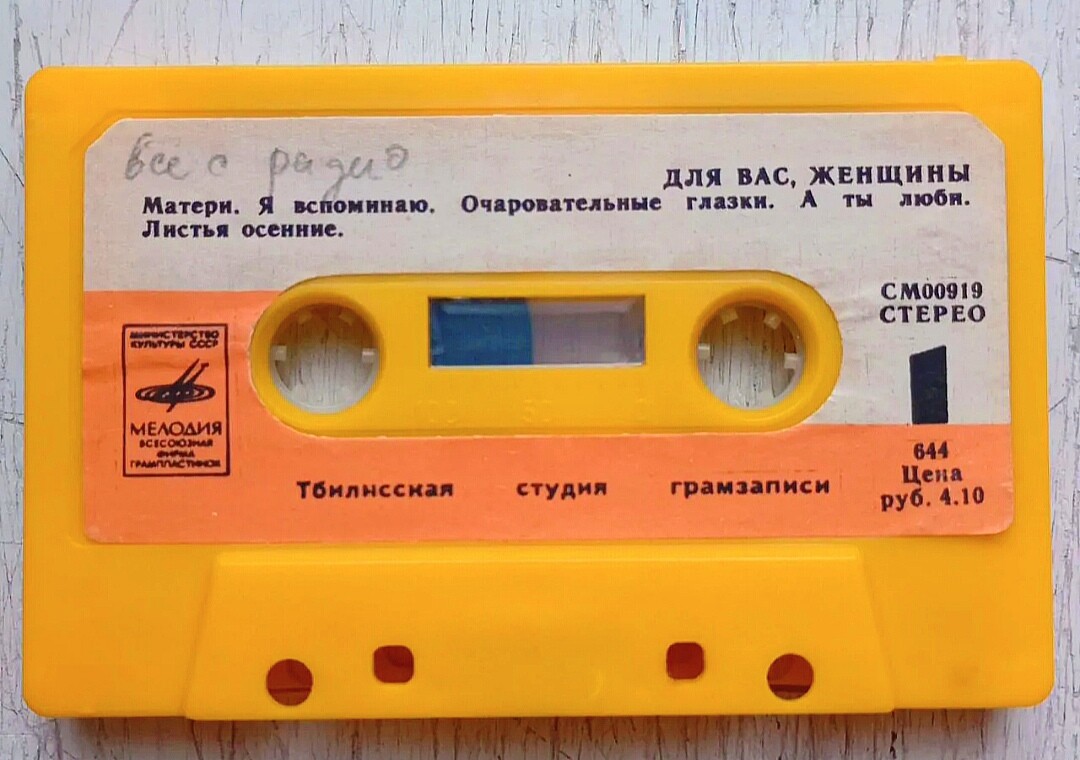 все с радио
ДЛЯ ВАС, ЖЕНЩИНЫ
Матери. Я вспоминаю. Очаровательные глазки. А ты люби.
Листья осенние.
СМ00919
СТЕРЕО
1
МИНИСТЕРСТВО
КУЛЬТУРЫ СССР
МЕЛОДИЯ
ВСЕСОЮЗНАЯ
ФИРМА
ГРАМПЛАСТИНОК
Тбилисская студия грамзаписи
644
Цена
руб. 4.10